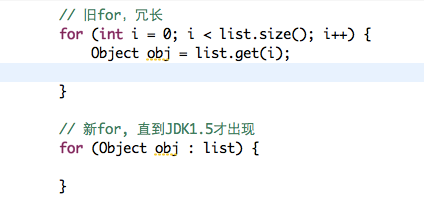 // 旧for，冗长
for (int i = 0; i < list.size(); i++) {
Object obj = list.get(i);
}
// 新for, 直到JDK1.5才出现
for (Object obj : list) {
}